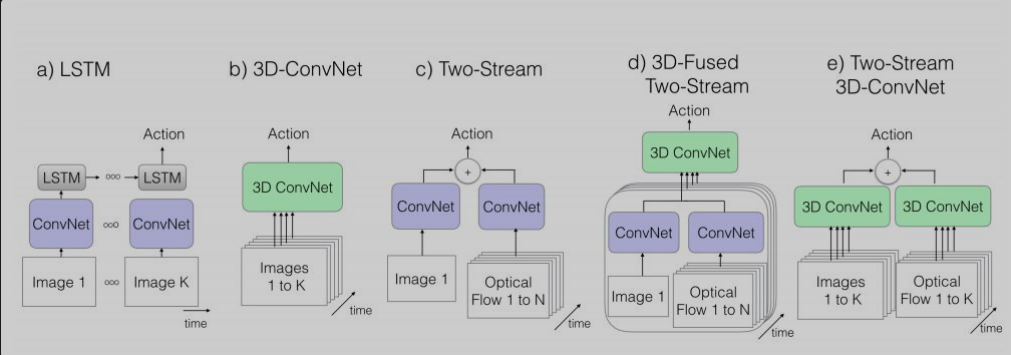 a) LSTM
Action
LSTM
LSTM
ConvNet
ConvNet
Image 1
Image K
time
b) 3D-ConvNet
Action
3D ConvNet
Images
1 to K
time
c) Two-Stream
Action
+
ConvNet
ConvNet
Image 1
Optical
Flow 1 to N
time
d) 3D-Fused
Two-Stream
Action
3D ConvNet
ConvNet
ConvNet
Image 1
Optical
Flow 1 to N
time
e) Two-Stream
3D-ConvNet
Action
+
3D ConvNet
3D ConvNet
Images
1 to K
Optical
Flow 1 to K
time